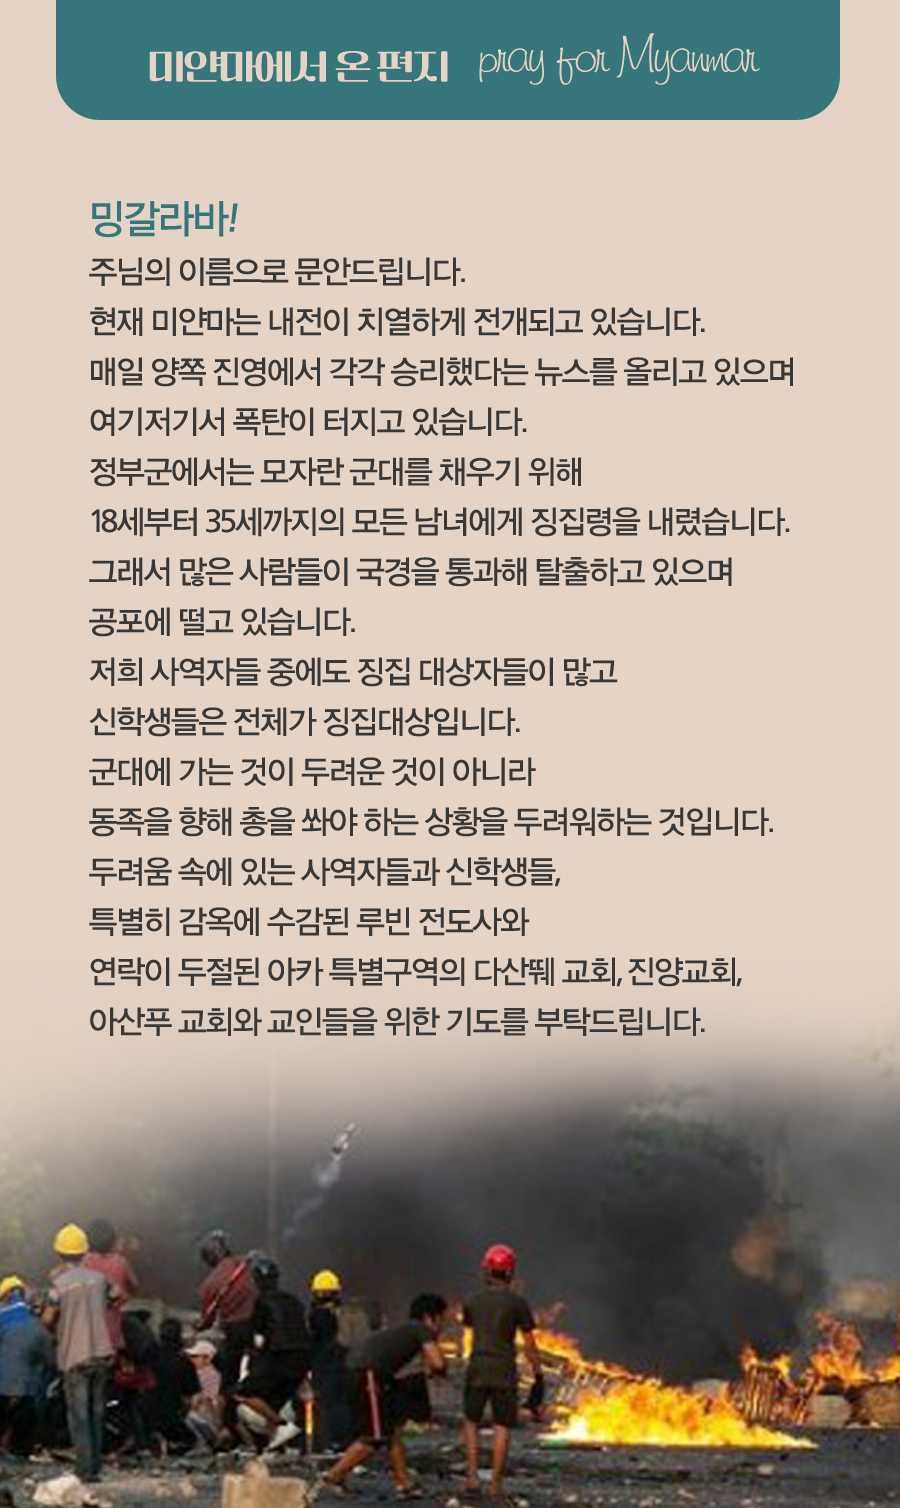 미얀마에서 온 편지 pray for Myanmar
밍갈라바!
주님의 이름으로 문안드립니다.
현재 미얀마는 내전이 치열하게 전개되고 있습니다.
매일 양쪽 진영에서 각각 승리했다는 뉴스를 올리고 있으며
여기저기서 폭탄이 터지고 있습니다.
정부군에서는 모자란 군대를 채우기 위해
18세부터 35세까지의 모든 남녀에게 징집령을 내렸습니다.
그래서 많은 사람들이 국경을 통과해 탈출하고 있으며
공포에 떨고 있습니다.
저희 사역자들 중에도 징집 대상자들이 많고
신학생들은 전체가 징집대상입니다.
군대에 가는 것이 두려운 것이 아니라
동족을 향해 총을 쏴야 하는 상황을 두려워하는 것입니다.
두려움 속에 있는 사역자들과 신학생들,
특별히 감옥에 수감된 루빈 전도사와
연락이 두절된 아카 특별구역의 다산뛔 교회, 진양교회,
아산푸 교회와 교인들을 위한 기도를 부탁드립니다.